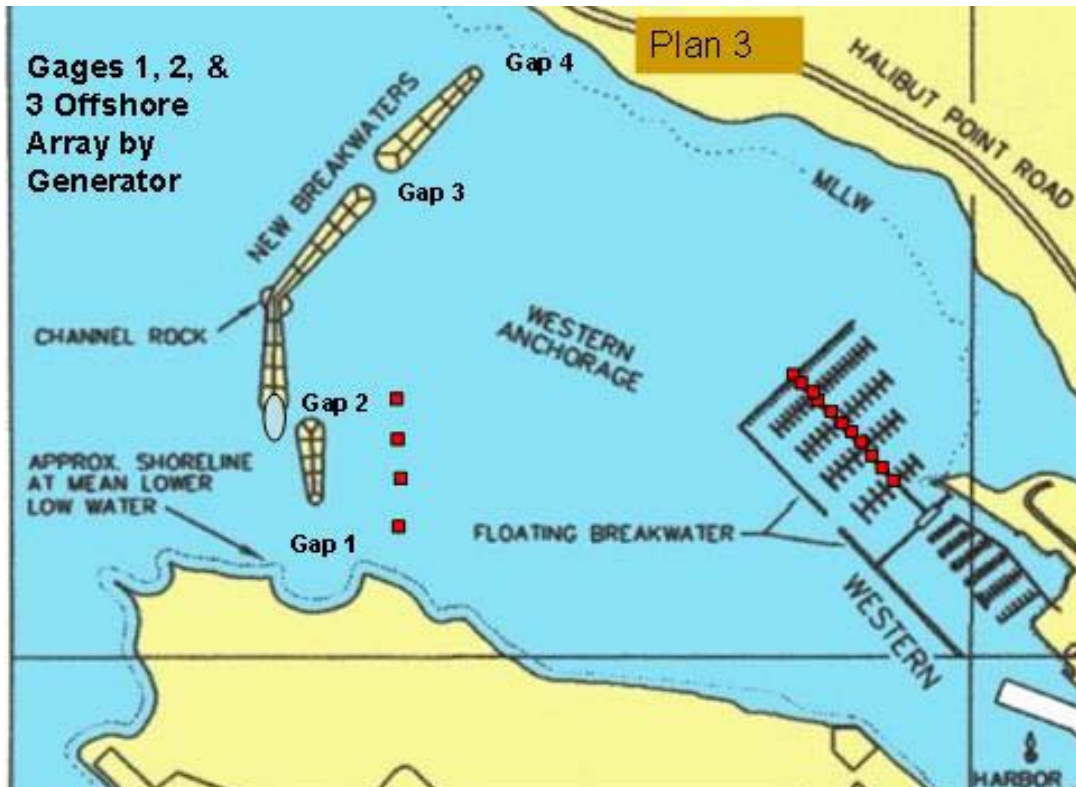 Gages 1, 2, &
3 Offshore
Array by
Generator
Plan 3
Gap 4
HALIBUT POINT ROAD
NEW BREAKWATERS
Gap 3
MLLW
CHANNEL ROCK
WESTERN
ANCHORAGE
Gap 2
APPROX. SHORELINE
AT MEAN LOWER
LOW WATER
Gap 1
FLOATING BREAKWATER
WESTERN
HARBOR